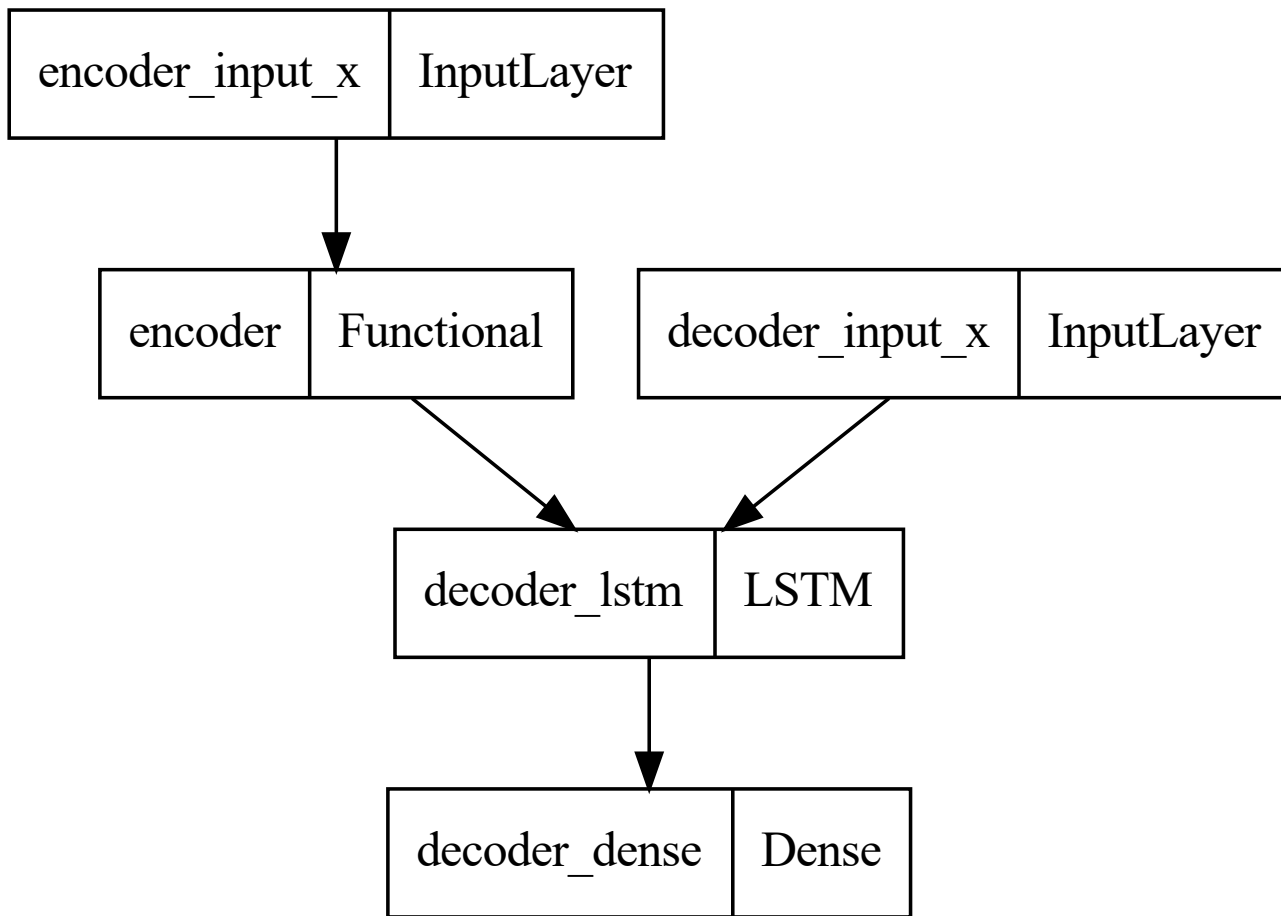 encoder_input_x InputLayer
encoder Functional
decoder_input_x InputLayer
decoder_lstm LSTM
decoder_dense Dense